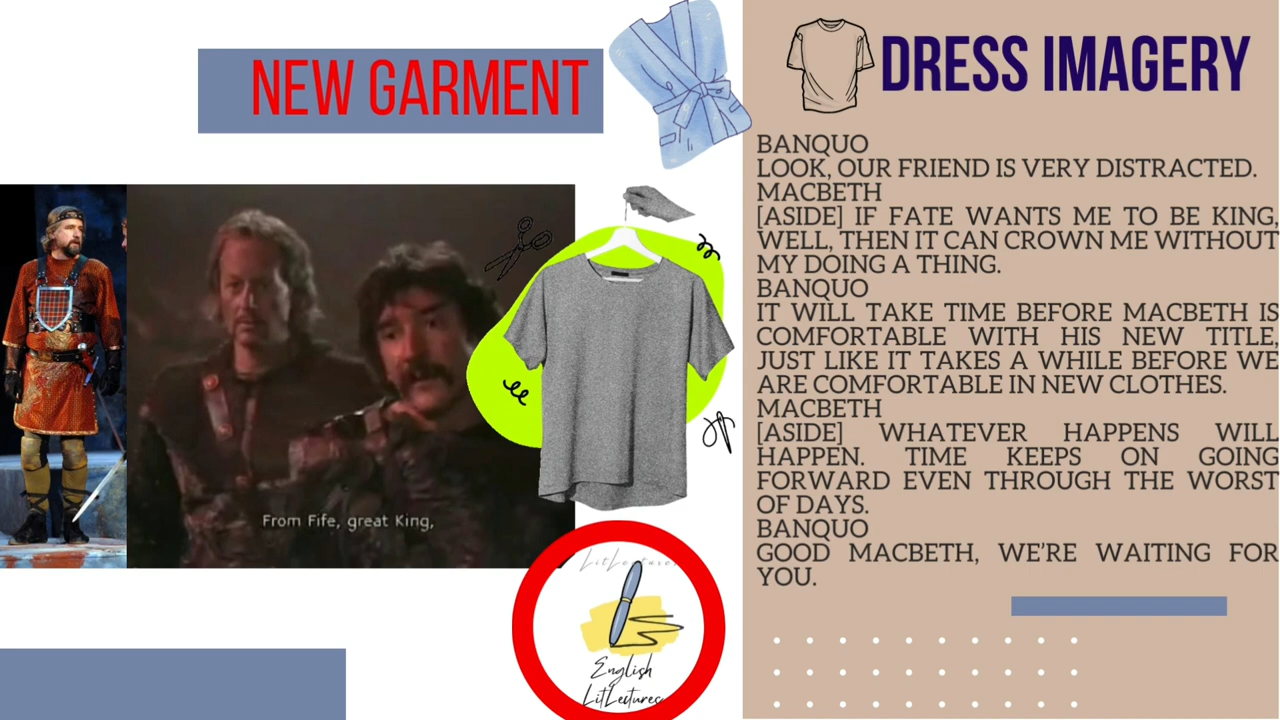 NEW GARMENT
From Fife, great King,
LitLectures
English
LitLectures
DRESS IMAGERY
BANQUO
LOOK, OUR FRIEND IS VERY DISTRACTED.
MACBETH
[ASIDE] IF FATE WANTS ME TO BE KING,
WELL, THEN IT CAN CROWN ME WITHOUT
MY DOING A THING.
BANQUO
IT WILL TAKE TIME BEFORE MACBETH IS
COMFORTABLE WITH HIS NEW TITLE,
JUST LIKE IT TAKES A WHILE BEFORE WE
ARE COMFORTABLE IN NEW CLOTHES.
MACBETH
[ASIDE] WHATEVER HAPPENS WILL
HAPPEN. TIME KEEPS ON GOING
FORWARD EVEN THROUGH THE WORST
OF DAYS.
BANQUO
GOOD MACBETH, WE'RE WAITING FOR
YOU.